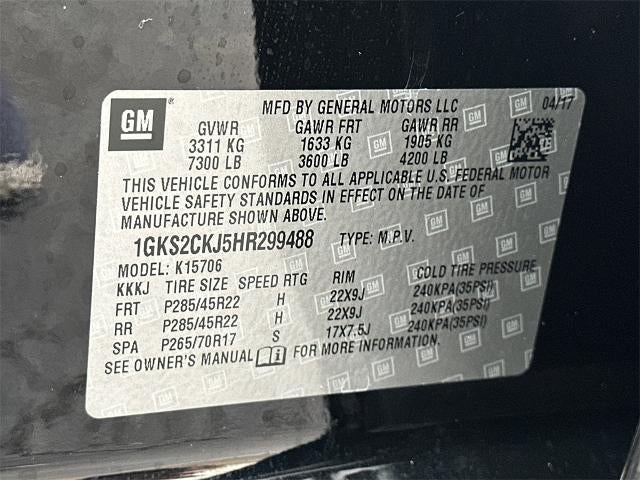 GM ® MFD BY GENERAL MOTORS LLC 04/17
GVWR GAWR FRT GAWR RR
3311 KG 1633 KG 1905 KG
7300 LB 3600 LB 4200 LB
THIS VEHICLE CONFORMS TO ALL APPLICABLE U.S. FEDERAL MOTOR
VEHICLE SAFETY STANDARDS IN EFFECT ON THE DATE OF
MANUFACTURE SHOWN ABOVE.
1GKS2CKJ5HR299488 TYPE: M.P.V.
MODEL: K15706
KKKJ TIRE SIZE SPEED RTG RIM COLD TIRE PRESSURE
FRT P285/45R22 H 22X9J 240KPA(35PSI)
RR P285/45R22 H 22X9J 240KPA(35PSI)
SPA P265/70R17 S 17X7.5J 240KPA(35PSI)
SEE OWNER'S MANUAL FOR MORE INFORMATION.